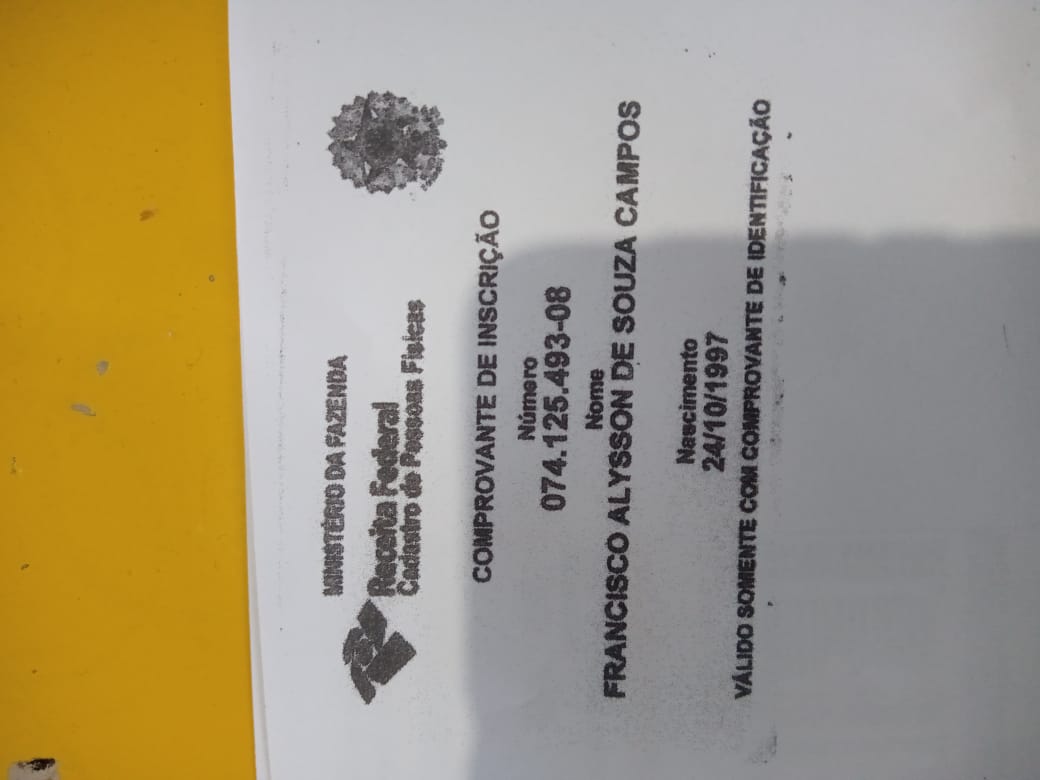 MINISTÉRIO DA FAZENDA
Receita Federal
Cadastro de Pessoas Físicas
COMPROVANTE DE INSCRIÇÃO
Número
074.125.493-08
Nome
FRANCISCO ALYSSON DE SOUZA CAMPOS
Nascimento
24/10/1997
VÁLIDO SOMENTE COM COMPROVANTE DE IDENTIFICAÇÃO